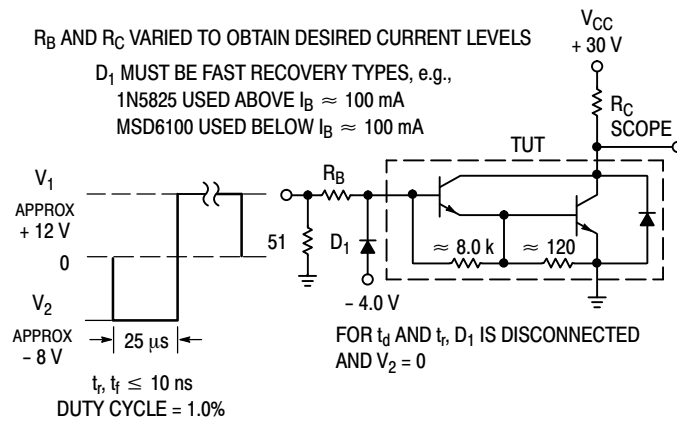 R_B AND R_C VARIED TO OBTAIN DESIRED CURRENT LEVELS
D_1 MUST BE FAST RECOVERY TYPES, e.g.,
1N5825 USED ABOVE I_B ≈ 100 mA
MSD6100 USED BELOW I_B ≈ 100 mA
V_CC
+ 30 V
R_C
SCOPE
TUT
R_B
51
D_1
≈ 8.0 k
≈ 120
– 4.0 V
V_1
APPROX
+ 12 V
0
V_2
APPROX
– 8 V
25 μs
t_r, t_f ≤ 10 ns
DUTY CYCLE = 1.0%
FOR t_d AND t_r, D_1 IS DISCONNECTED
AND V_2 = 0